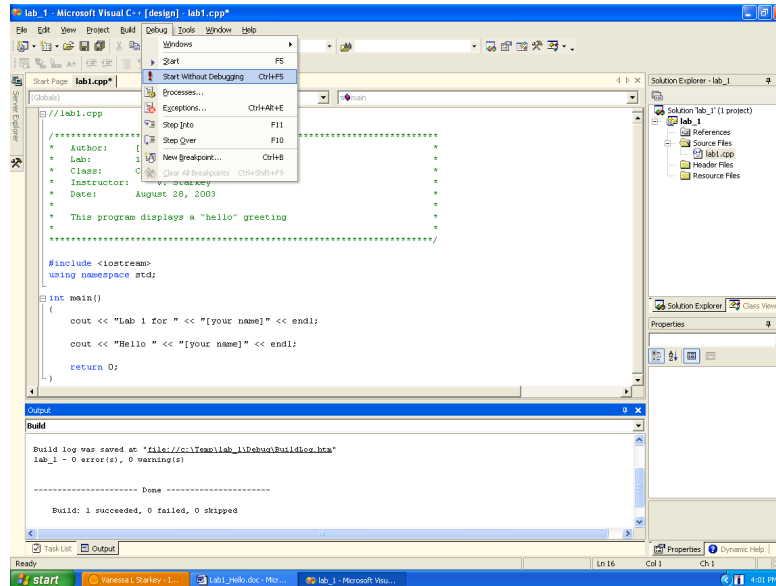 lab_1 - Microsoft Visual C++ [design] - lab1.cpp*
File Edit View Project Build Debug Tools Window Help
Windows
Start F5
Start Without Debugging Ctrl+F5
Processes...
Exceptions... Ctrl+Alt+E
Step Into F11
Step Over F10
New Breakpoint... Ctrl+B
Clear All Breakpoints Ctrl+Shift+F9
Server Explorer
Start Page lab1.cpp*
(Globals) main
//lab1.cpp
/****************
* Author: [
* Lab: 1
* Class: C
* Instructor: V. Starkey
* Date: August 28, 2003
*
* This program displays a "hello" greeting *
* *
*****************************************************************/
#include <iostream>
using namespace std;
int main()
{
cout << "Lab 1 for " << "[your name]" << endl;
cout << "Hello " << "[your name]" << endl;
return 0;
}
Solution Explorer - lab_1
Solution 'lab_1' (1 project)
lab_1
References
Source Files
lab1.cpp
Header Files
Resource Files
Solution Explorer Class View
Properties
Output
Build
Build log was saved at "file://c:\Temp\lab_1\Debug\BuildLog.htm"
lab_1 - 0 error(s), 0 warning(s)
---------------------- Done ----------------------
Build: 1 succeeded, 0 failed, 0 skipped
Task List Output
Properties Dynamic Help
Ready Ln 16 Col 1 Ch 1
start Vanessa L Starkey - I... Lab1_Hello.doc - Micr... lab_1 - Microsoft Visu... 4:01 PM